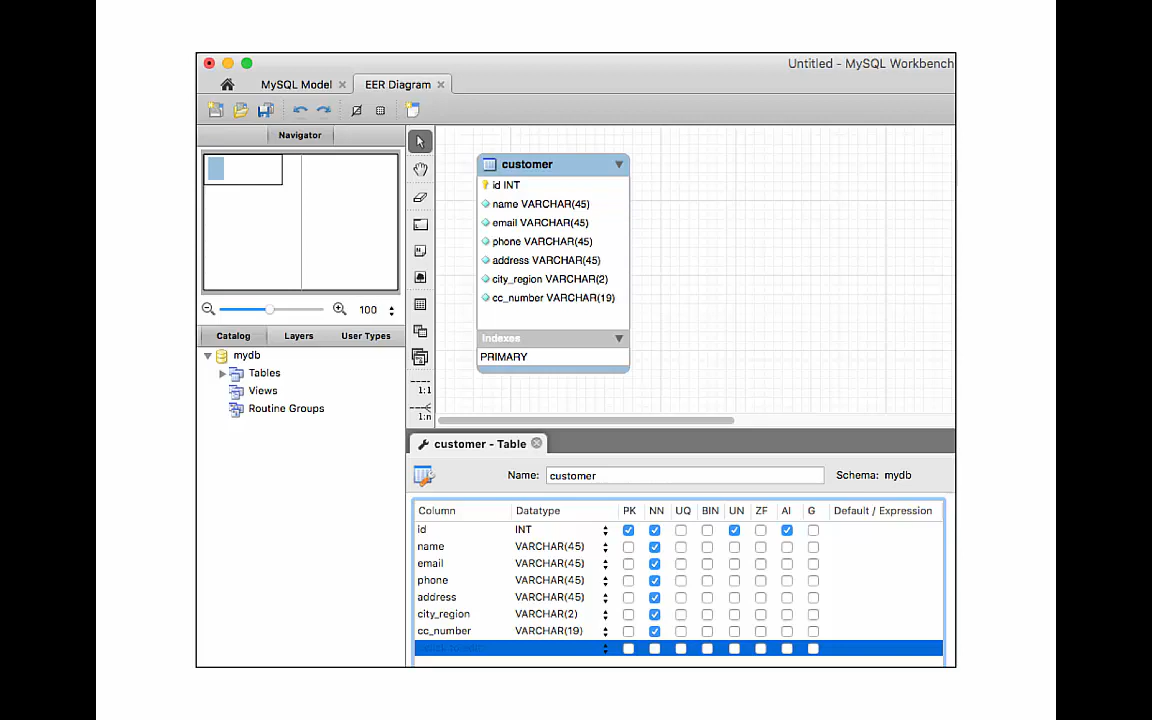 Untitled - MySQL Workbench
MySQL Model
EER Diagram
Navigator
100
Catalog Layers User Types
mydb
Tables
Views
Routine Groups
1:1
1:n
customer
id INT
name VARCHAR(45)
email VARCHAR(45)
phone VARCHAR(45)
address VARCHAR(45)
city_region VARCHAR(2)
cc_number VARCHAR(19)
Indexes
PRIMARY
customer - Table
Name: customer Schema: mydb
Column Datatype PK NN UQ BIN UN ZF AI G Default / Expression
id INT
name VARCHAR(45)
email VARCHAR(45)
phone VARCHAR(45)
address VARCHAR(45)
city_region VARCHAR(2)
cc_number VARCHAR(19)